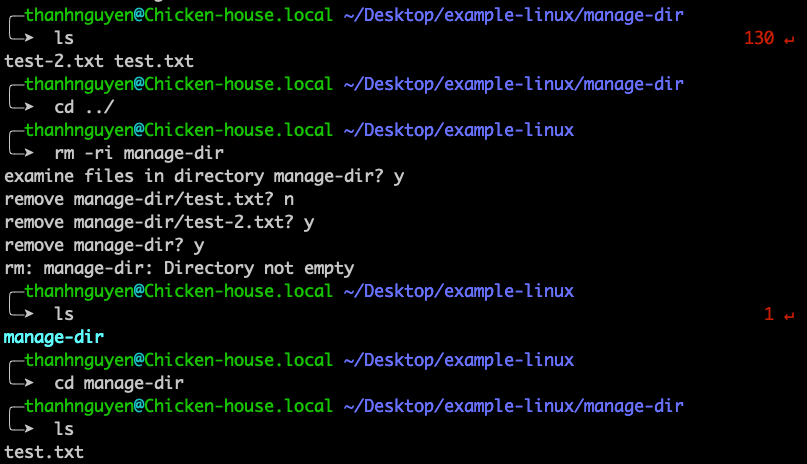 ╭─thanhnguyen@Chicken-house.local ~/Desktop/example-linux/manage-dir
╰─➤ ls 130 ↵
test-2.txt test.txt
╭─thanhnguyen@Chicken-house.local ~/Desktop/example-linux/manage-dir
╰─➤ cd ../
╭─thanhnguyen@Chicken-house.local ~/Desktop/example-linux
╰─➤ rm -ri manage-dir
examine files in directory manage-dir? y
remove manage-dir/test.txt? n
remove manage-dir/test-2.txt? y
remove manage-dir? y
rm: manage-dir: Directory not empty
╭─thanhnguyen@Chicken-house.local ~/Desktop/example-linux
╰─➤ ls 1 ↵
manage-dir
╭─thanhnguyen@Chicken-house.local ~/Desktop/example-linux
╰─➤ cd manage-dir
╭─thanhnguyen@Chicken-house.local ~/Desktop/example-linux/manage-dir
╰─➤ ls
test.txt